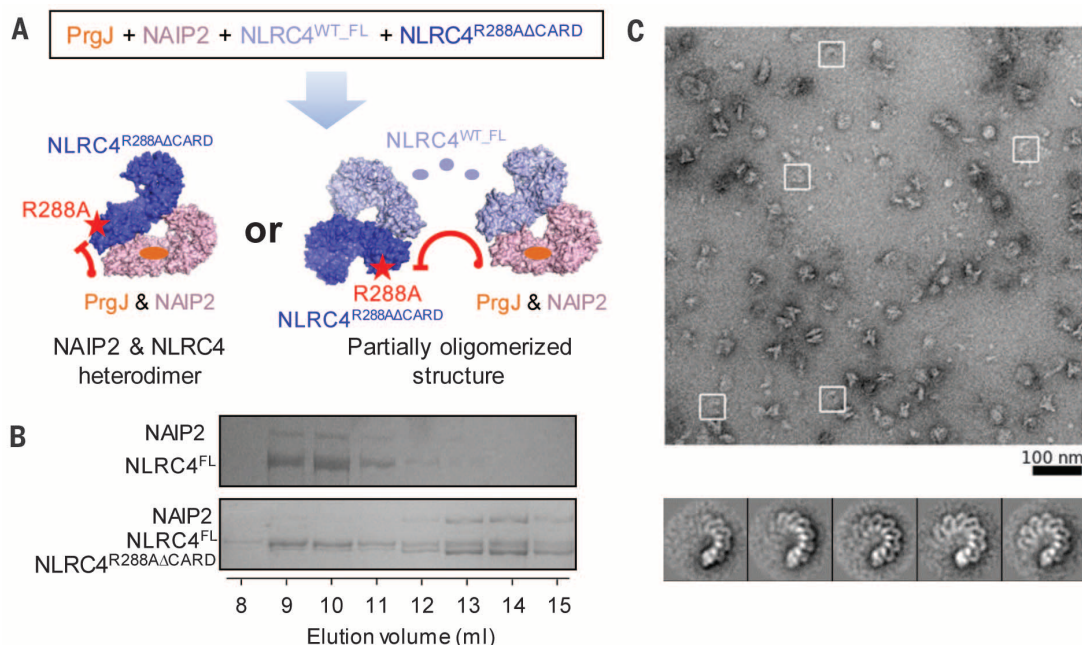 A
PrgJ + NAIP2 + NLRC4WT_FL + NLRC4R288AΔCARD
NLRC4R288AΔCARD
R288A
PrgJ & NAIP2
NAIP2 & NLRC4
heterodimer
or
NLRC4WT_FL
R288A
NLRC4R288AΔCARD
PrgJ & NAIP2
Partially oligomerized
structure
B
NAIP2
NLRC4FL
NAIP2
NLRC4FL
NLRC4R288AΔCARD
8 9 10 11 12 13 14 15
Elution volume (ml)
C
100 nm